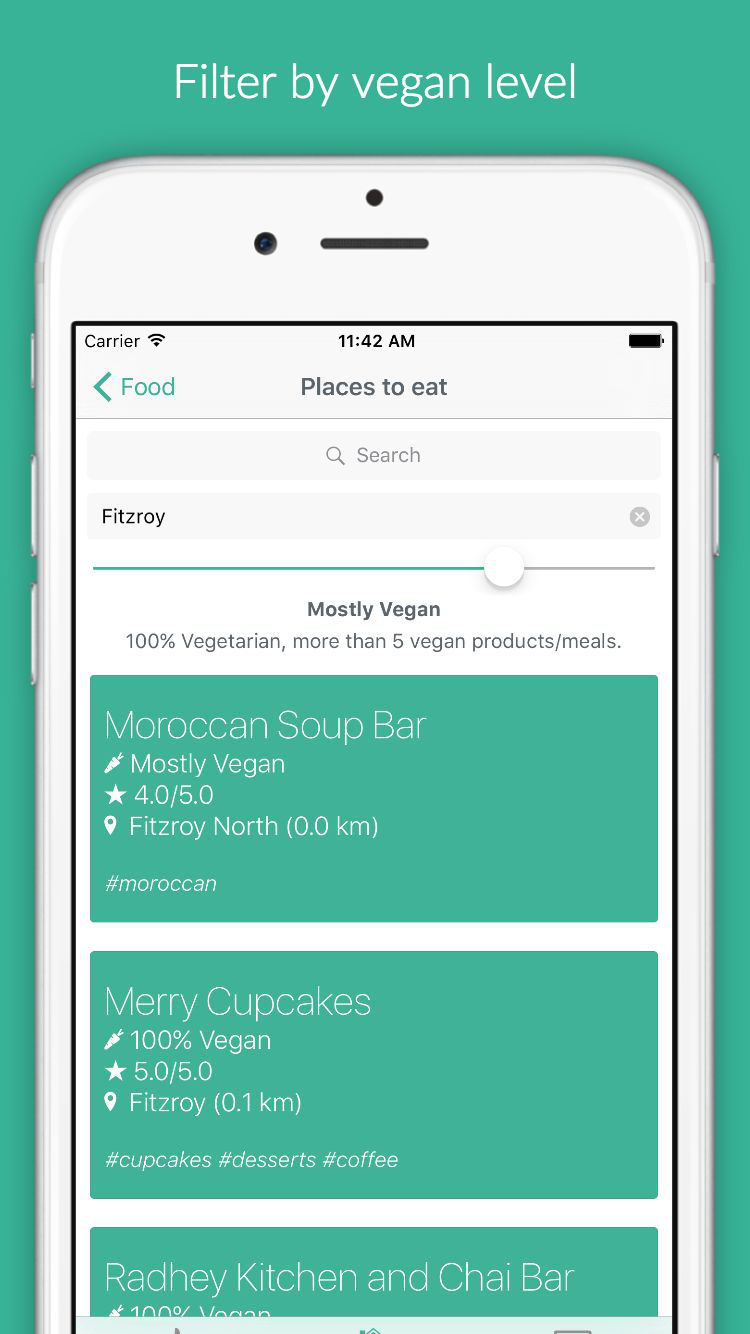 Filter by vegan level
Carrier 11:42 AM
Food Places to eat
Search
Fitzroy
Mostly Vegan
100% Vegetarian, more than 5 vegan products/meals.
Moroccan Soup Bar
Mostly Vegan
4.0/5.0
Fitzroy North (0.0 km)
#moroccan
Merry Cupcakes
100% Vegan
5.0/5.0
Fitzroy (0.1 km)
#cupcakes #desserts #coffee
Radhey Kitchen and Chai Bar
100% Vegan